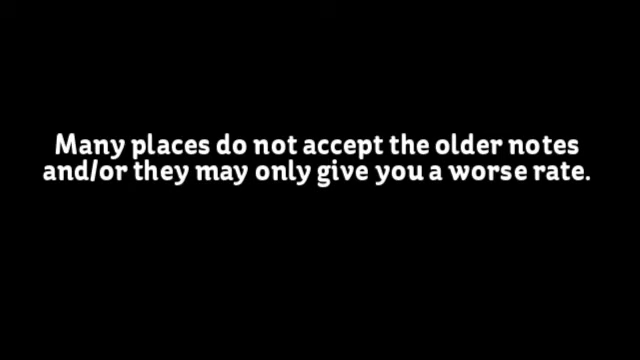 Many places do not accept the older notes
and/or they may only give you a worse rate.